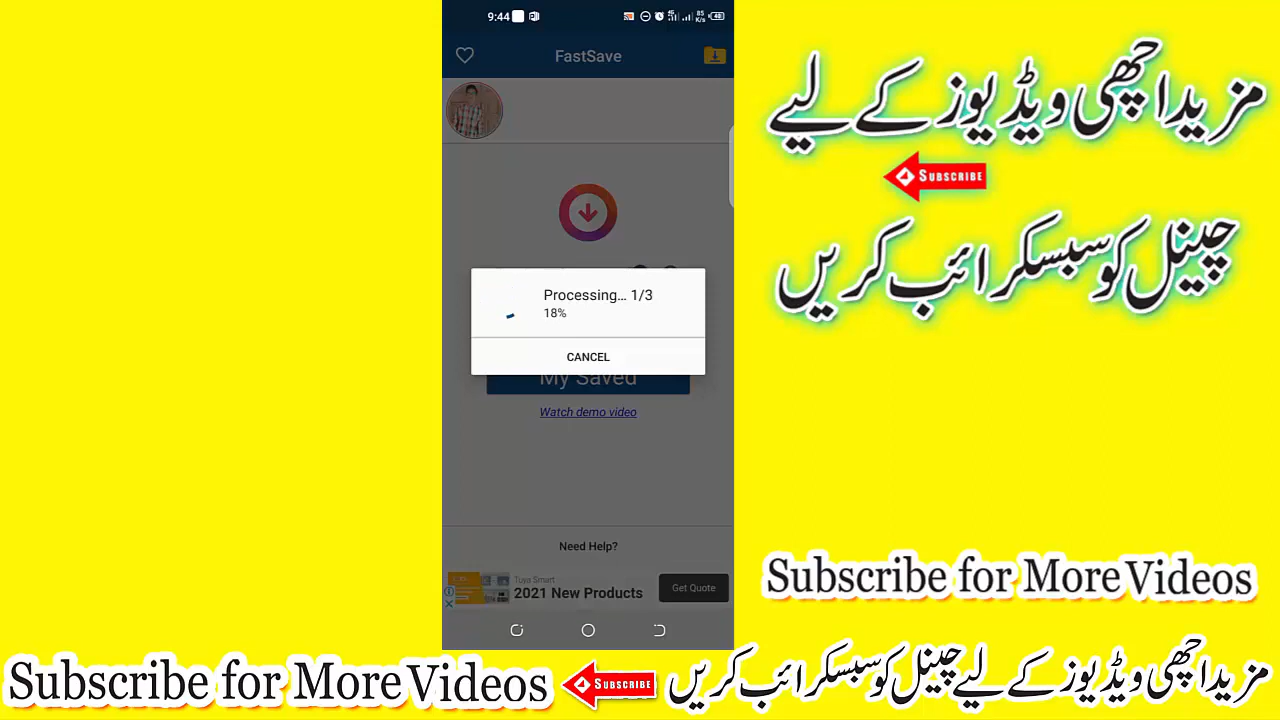 9:44
85 K/s 48
FastSave
Processing... 1/3
18%
CANCEL
My Saved
Watch demo video
Need Help?
Tuya Smart
2021 New Products
Get Quote
مزید اچھی ویڈیوز کے لیے
SUBSCRIBE
چینل کو سبسکرائب کریں
Subscribe for More Videos
Subscribe for More Videos
SUBSCRIBE
مزید اچھی ویڈیوز کے لیے چینل کو سبسکرائب کریں